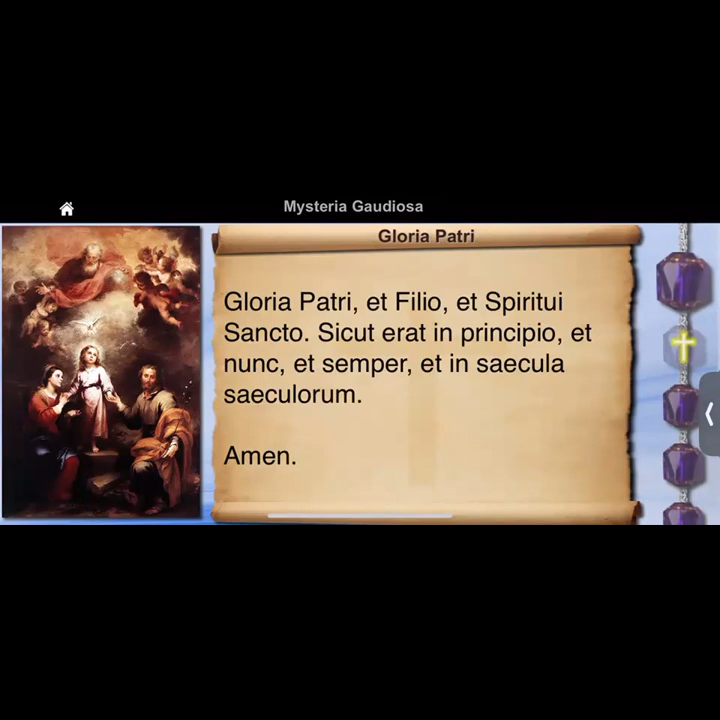 Mysteria Gaudiosa
Gloria Patri
Gloria Patri, et Filio, et Spiritui
Sancto. Sicut erat in principio, et
nunc, et semper, et in saecula
saeculorum.
Amen.